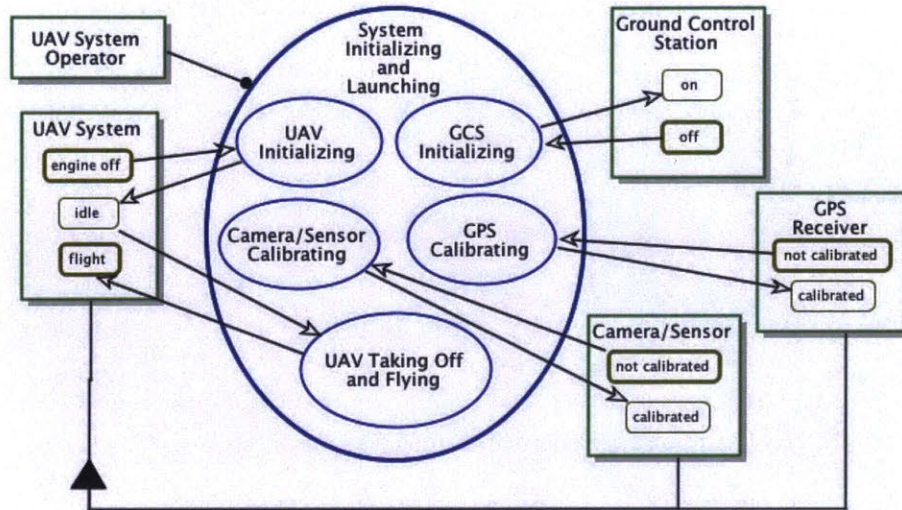 UAV System
Operator
System
Initializing
and
Launching
Ground Control
Station
on
off
UAV System
engine off
idle
flight
UAV
Initializing
GCS
Initializing
Camera/Sensor
Calibrating
GPS
Calibrating
GPS
Receiver
not calibrated
calibrated
UAV Taking Off
and Flying
Camera/Sensor
not calibrated
calibrated